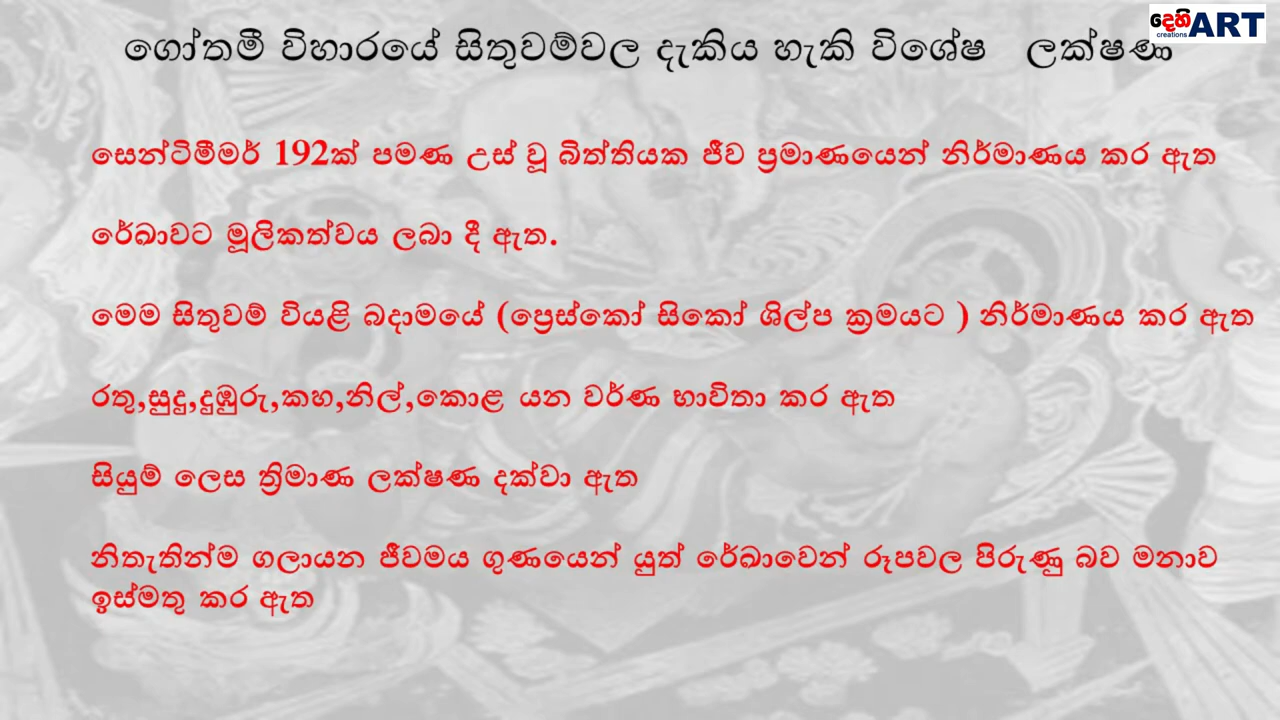 දෙහි ART
creations
ගෝතමී විහාරයේ සිතුවම්වල දැකිය හැකි විශේෂ ලක්ෂණ
සෙන්ටිමීමර් 192ක් පමණ උස් වූ බිත්තියක ජීව ප්‍රමාණයෙන් නිර්මාණය කර ඇත
රේඛාවට මූලිකත්වය ලබා දී ඇත.
මෙම සිතුවම් වියළි බදාමයේ (ප්‍රෙස්කෝ සිකෝ ශිල්ප ක්‍රමයට ) නිර්මාණය කර ඇත
රතු,සුදු,දුඹුරු,කහ,නිල්,කොළ යන වර්ණ භාවිතා කර ඇත
සියුම් ලෙස ත්‍රිමාණ ලක්ෂණ දක්වා ඇත
නිතැතින්ම ගලායන ජීවමය ගුණයෙන් යුත් රේඛාවෙන් රූපවල පිරුණු බව මනාව
ඉස්මතු කර ඇත